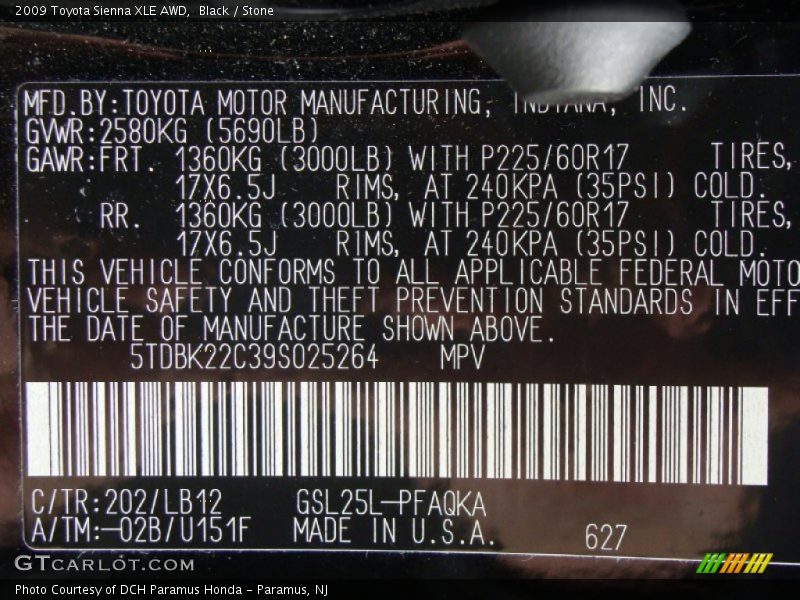 2009 Toyota Sienna XLE AWD,  Black / Stone
MFD.BY:TOYOTA MOTOR MANUFACTURING, INDIANA, INC.
GVWR:2580KG (5690LB)
GAWR:FRT. 1360KG (3000LB) WITH P225/60R17 TIRES,
17X6.5J RIMS, AT 240KPA (35PSI) COLD.
RR. 1360KG (3000LB) WITH P225/60R17 TIRES,
17X6.5J RIMS, AT 240KPA (35PSI) COLD.
THIS VEHICLE CONFORMS TO ALL APPLICABLE FEDERAL MOTO
VEHICLE SAFETY AND THEFT PREVENTION STANDARDS IN EFF
THE DATE OF MANUFACTURE SHOWN ABOVE.
5TDBK22C39S025264 MPV
C/TR:202/LB12 GSL25L-PFAQKA
A/TM:-02B/U151F MADE IN U.S.A. 627
GTCARLOT.COM
Photo Courtesy of DCH Paramus Honda - Paramus, NJ